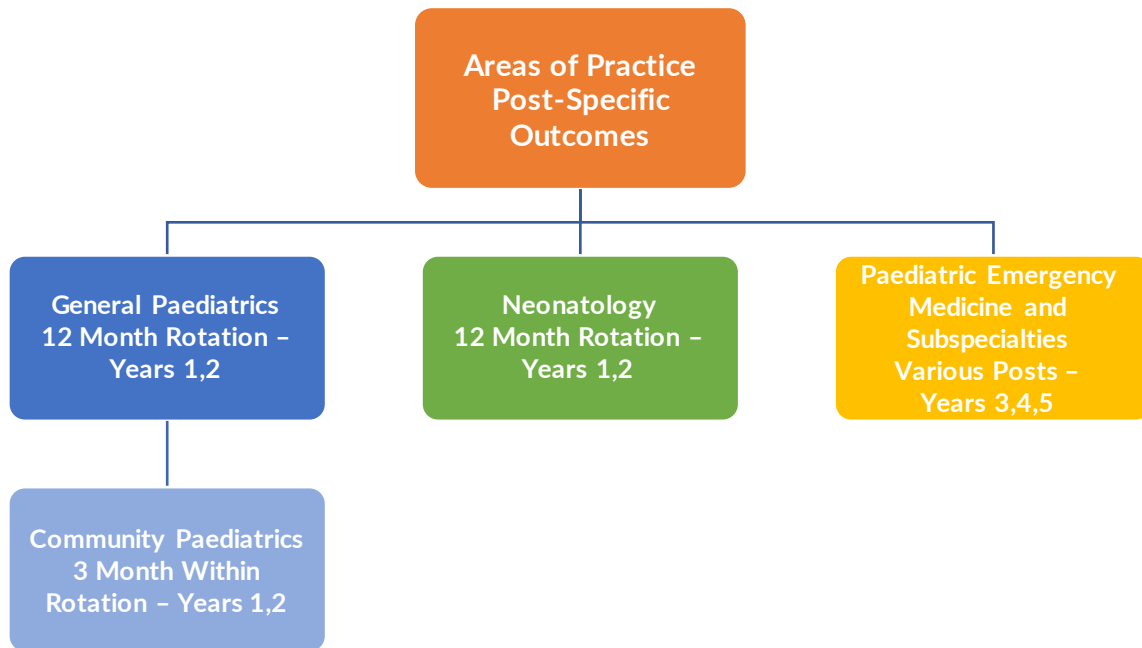 Areas of Practice
Post-Specific
Outcomes
General Paediatrics
12 Month Rotation –
Years 1,2
Neonatology
12 Month Rotation –
Years 1,2
Paediatric Emergency
Medicine and
Subspecialties
Various Posts –
Years 3,4,5
Community Paediatrics
3 Month Within
Rotation – Years 1,2